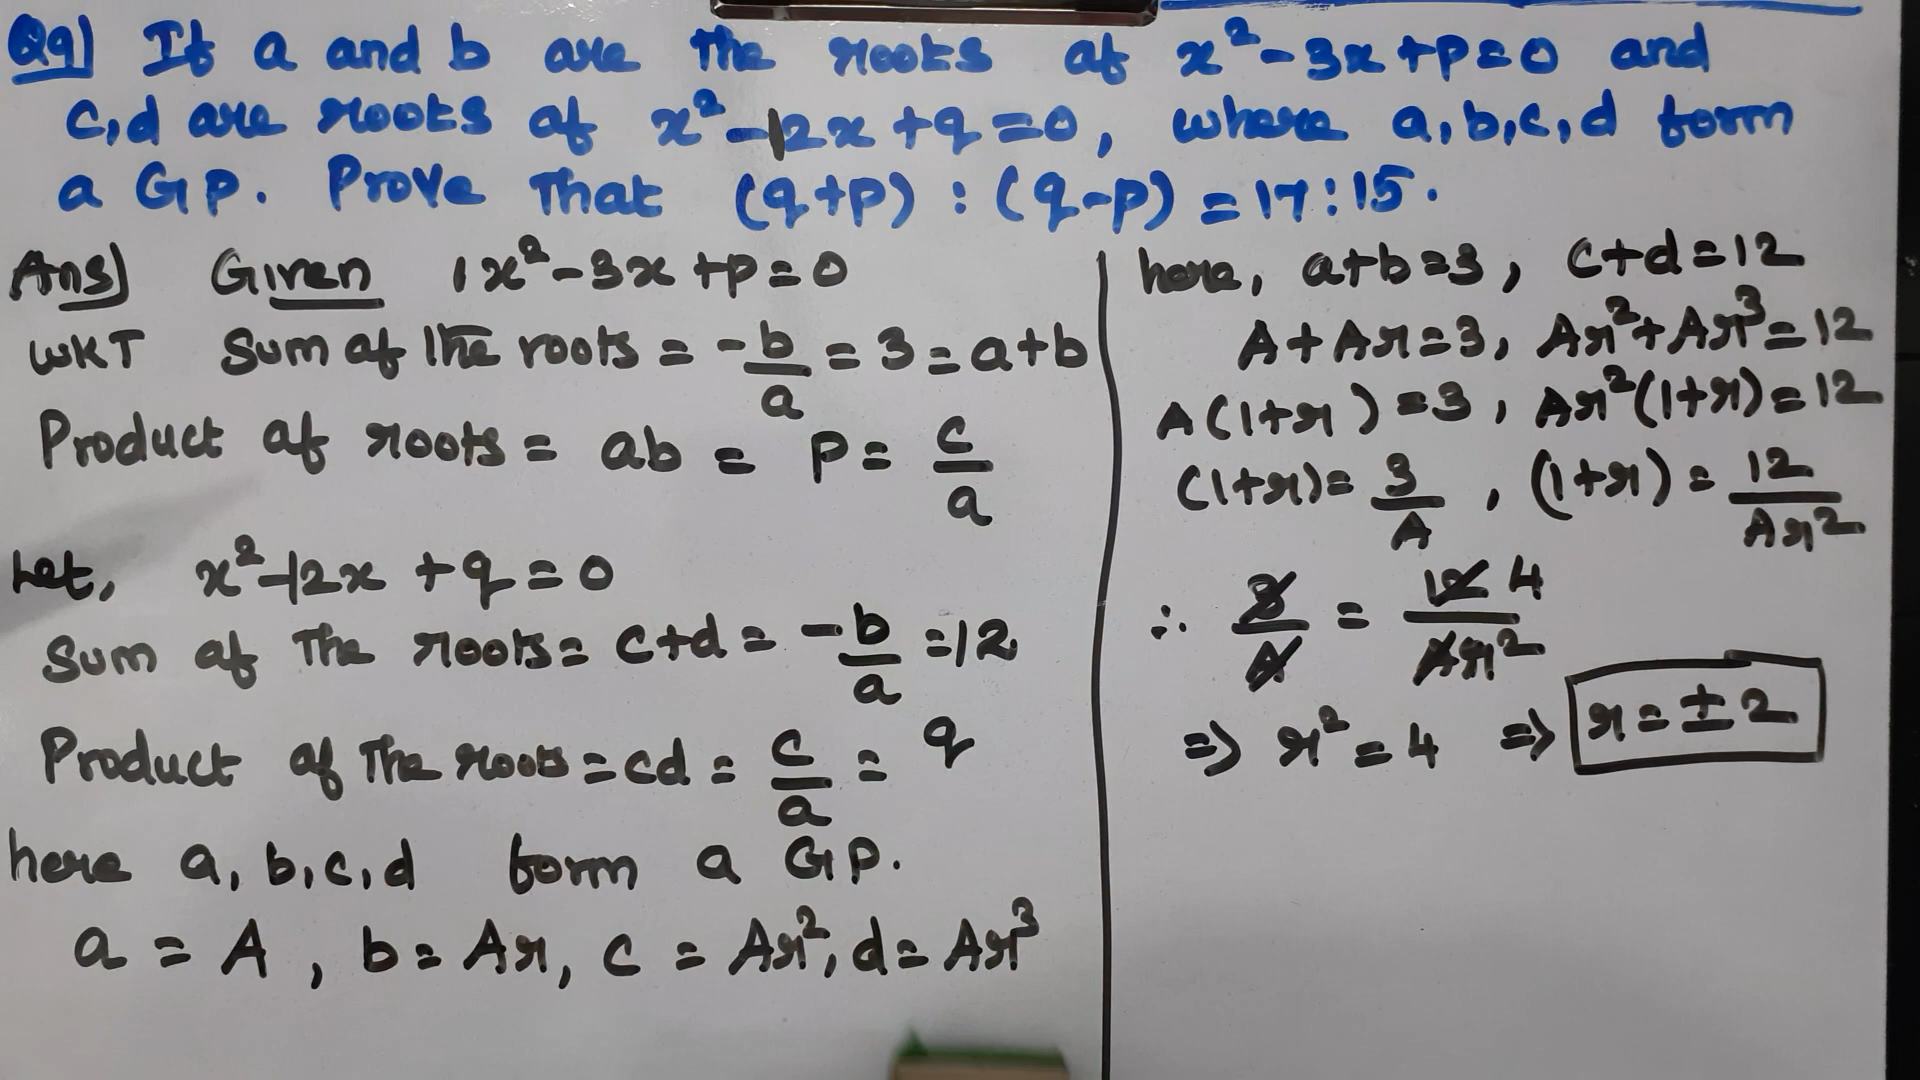 Q9] If a and b are the roots of x²-3x+p=0 and
c,d are roots of x²-12x+q=0, where a,b,c,d form
a GP. Prove that (q+p) : (q-p) = 17:15.
Ans] Given 1x²-3x+p=0
WKT Sum of the roots = -b/a = 3 = a+b
Product of roots = ab = p = c/a
Let, x²-12x+q=0
Sum of the roots = c+d = -b/a = 12
Product of the roots = cd = c/a = q
here a,b,c,d form a GP.
a = A, b = Ar, c = Ar², d = Ar³
here, a+b=3, c+d=12
A+Ar=3, Ar²+Ar³=12
A(1+r)=3, Ar²(1+r)=12
(1+r)=3/A, (1+r)=12/Ar²
∴ 3/A = 12 4/Ar²
⇒ r²=4 ⇒ r=±2